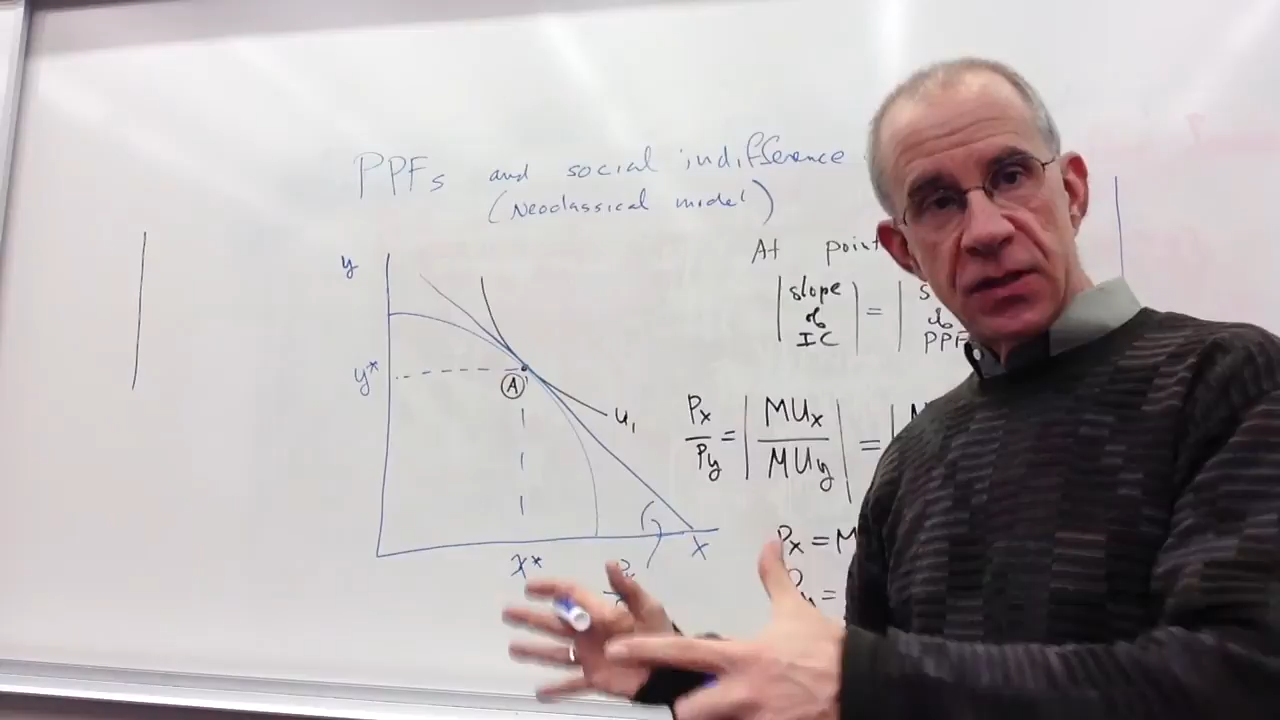 PPFs and social indifference
(Neoclassical model)
At point
y
| slope of IC | = | of PPF
y*
A
u1
Px/Py = | MUx/MUy | =
x*
x
Px = M
Py =